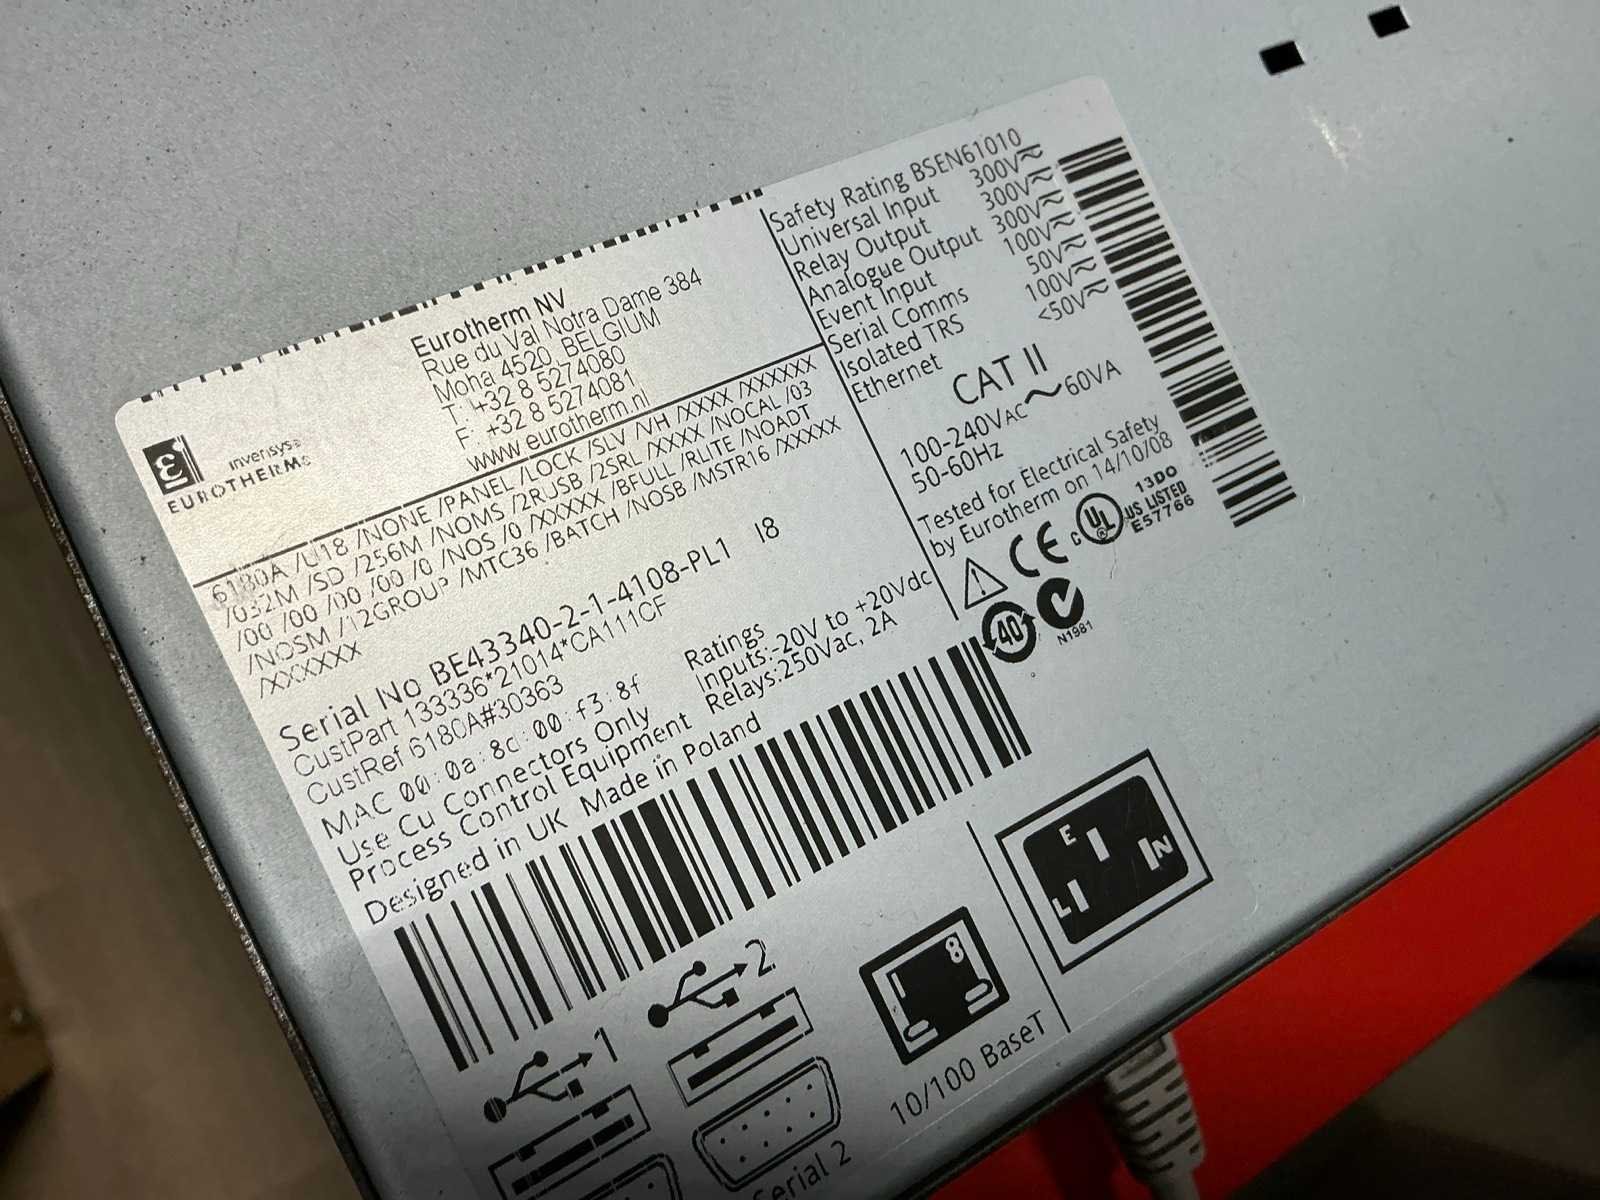 invensys
EUROTHERM
Eurotherm NV
Rue du Val Notra Dame 384
Moha 4520 BELGIUM
T: +32 8 5274080
F: +32 8 5274081
www.eurotherm.nl
6180A /U18 /NONE /PANEL /LOCK /SLV /VH /XXXX /XXXXXX
/032M /SD /256M /NOMS /2RUSB /2SRL /XXXX /NOCAL /03
/00 /00 /00 /00 /0 /NOS /0 /XXXXX /BFULL /RLITE /NOADT
/NOSM /12GROUP /MTC36 /BATCH /NOSB /MSTR16 /XXXXX
/XXXXXX
Serial No BE43340-2-1-4108-PL1 I8
CustPart 133336*21014*CA111CF
CustRef 6180A#30363
MAC 00:0a:8c:00:f3:8f
Use Cu Connectors Only
Process Control Equipment
Designed in UK Made in Poland
Ratings
Inputs:-20V to +20Vdc
Relays:250Vac, 2A
Safety Rating BSEN61010
Universal Input 300V
Relay Output 300V
Analogue Output 300V
Event Input 100V
Serial Comms 50V
Isolated TRS 100V
Ethernet <50V
CAT II
100-240VAC 60VA
50-60Hz
Tested for Electrical Safety
by Eurotherm on 14/10/08
CE
C UL US LISTED
13DO
E57766
40
N1981
1
2
Serial 2
8
10/100 BaseT
E
L
N